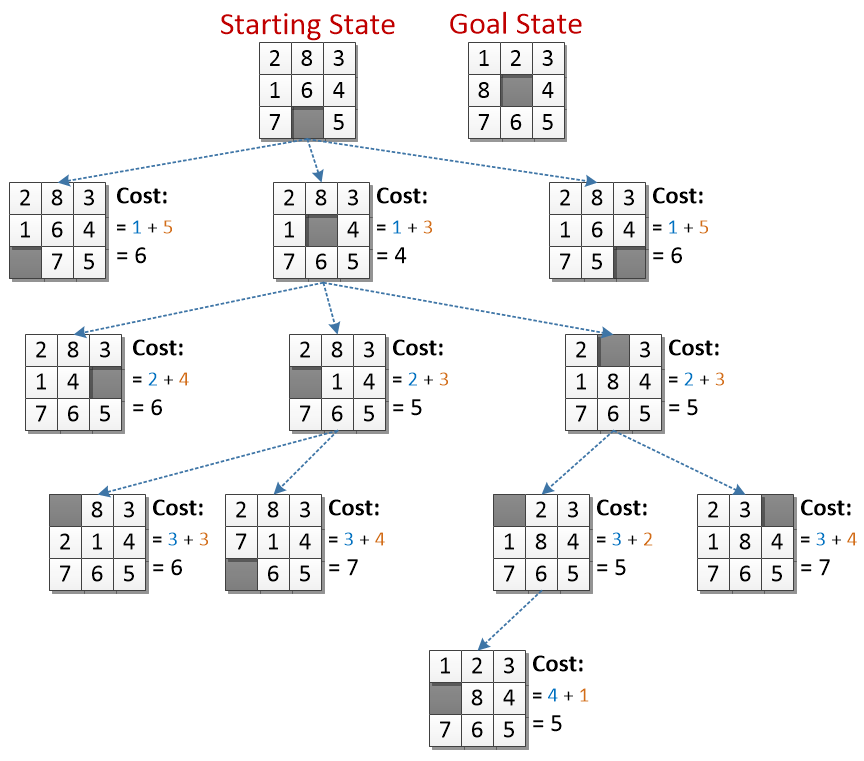 Starting State
Goal State
2 8 3
1 6 4
7 5
1 2 3
8 4
7 6 5
2 8 3
1 6 4
7 5
Cost:
= 1 + 5
= 6
2 8 3
1 4
7 6 5
Cost:
= 1 + 3
= 4
2 8 3
1 6 4
7 5
Cost:
= 1 + 5
= 6
2 8 3
1 4
7 6 5
Cost:
= 2 + 4
= 6
2 8 3
1 4
7 6 5
Cost:
= 2 + 3
= 5
2 3
1 8 4
7 6 5
Cost:
= 2 + 3
= 5
8 3
2 1 4
7 6 5
Cost:
= 3 + 3
= 6
2 8 3
7 1 4
6 5
Cost:
= 3 + 4
= 7
2 3
1 8 4
7 6 5
Cost:
= 3 + 2
= 5
2 3
1 8 4
7 6 5
Cost:
= 3 + 4
= 7
1 2 3
8 4
7 6 5
Cost:
= 4 + 1
= 5